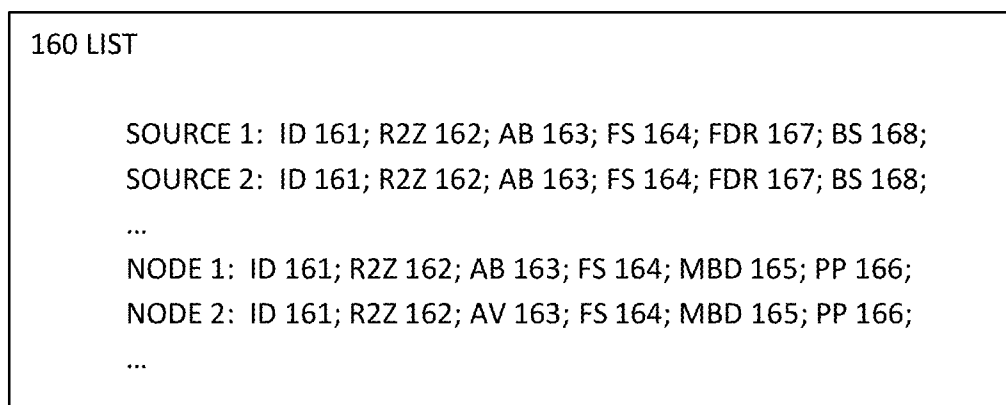 160 LIST
SOURCE 1: ID 161; R2Z 162; AB 163; FS 164; FDR 167; BS 168;
SOURCE 2: ID 161; R2Z 162; AB 163; FS 164; FDR 167; BS 168;
...
NODE 1: ID 161; R2Z 162; AB 163; FS 164; MBD 165; PP 166;
NODE 2: ID 161; R2Z 162; AV 163; FS 164; MBD 165; PP 166;
...